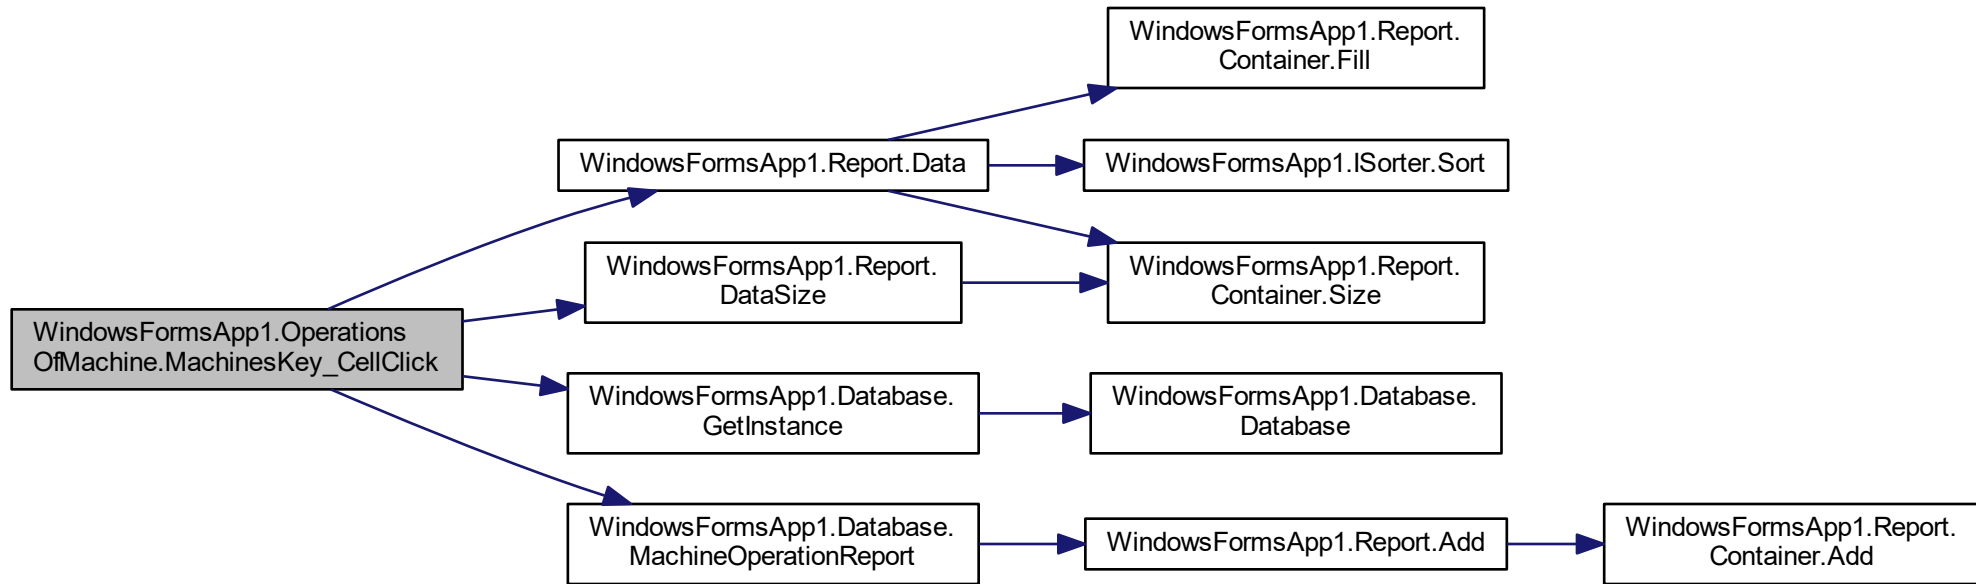 WindowsFormsApp1.Report.
Container.Fill
WindowsFormsApp1.Report.Data
WindowsFormsApp1.ISorter.Sort
WindowsFormsApp1.Report.
DataSize
WindowsFormsApp1.Report.
Container.Size
WindowsFormsApp1.Operations
OfMachine.MachinesKey_CellClick
WindowsFormsApp1.Database.
GetInstance
WindowsFormsApp1.Database.
Database
WindowsFormsApp1.Database.
MachineOperationReport
WindowsFormsApp1.Report.Add
WindowsFormsApp1.Report.
Container.Add